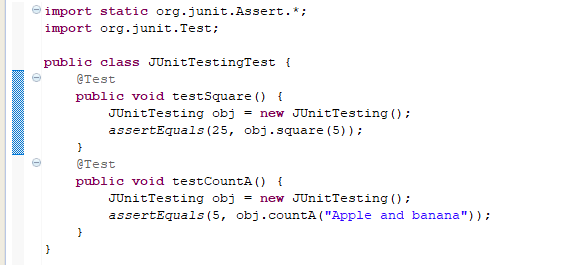 import static org.junit.Assert.*;
import org.junit.Test;
public class JUnitTestingTest {
@Test
public void testSquare() {
JUnitTesting obj = new JUnitTesting();
assertEquals(25, obj.square(5));
}
@Test
public void testCountA() {
JUnitTesting obj = new JUnitTesting();
assertEquals(5, obj.countA("Apple and banana"));
}
}